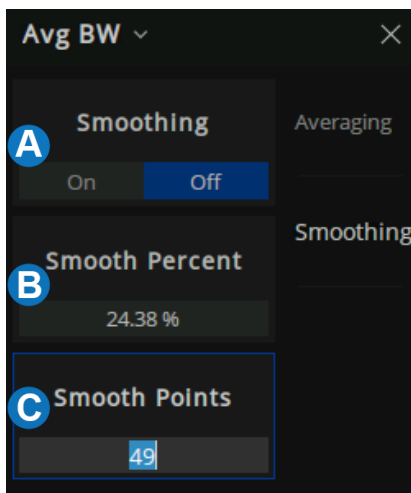 Avg BW
Smoothing
A
On Off
Smooth Percent
B
24.38 %
Smooth Points
C
49
Averaging
Smoothing